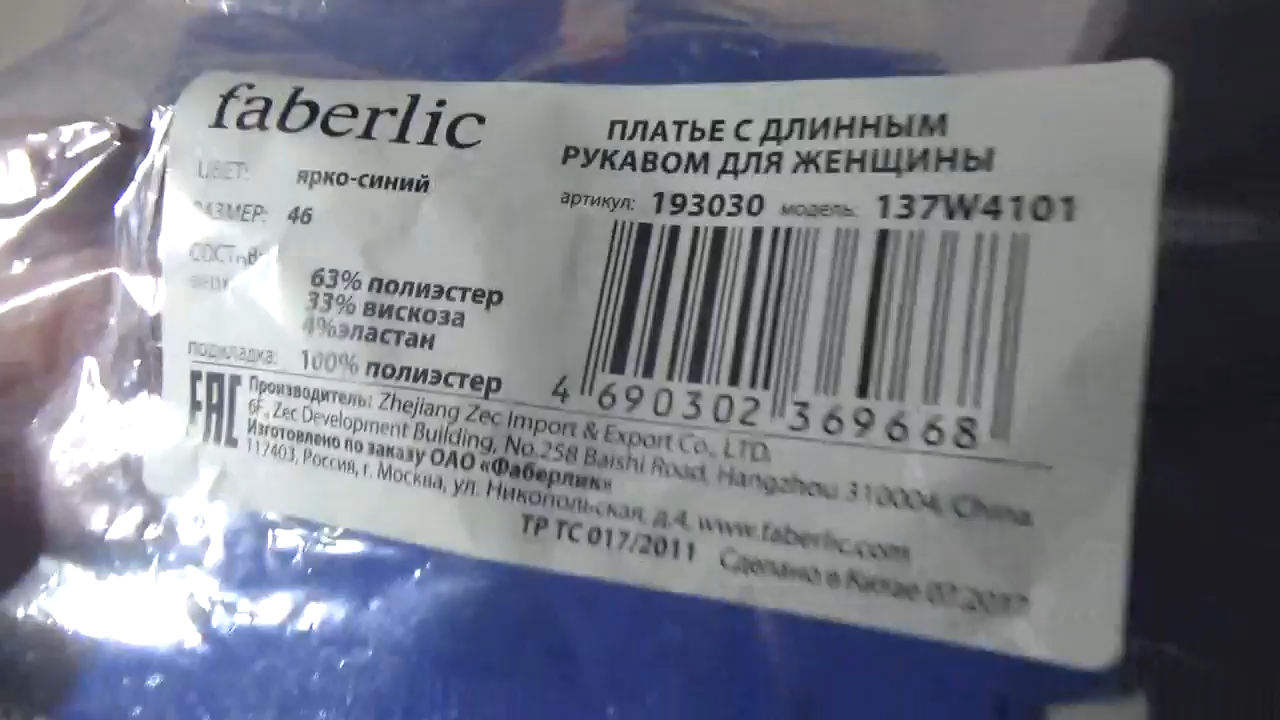 faberlic
ЦВЕТ: ярко-синий
РАЗМЕР: 46
СОСТАВ:
верх 63% полиэстер
33% вискоза
4%эластан
подкладка: 100% полиэстер
ПЛАТЬЕ С ДЛИННЫМ
РУКАВОМ ДЛЯ ЖЕНЩИНЫ
артикул: 193030 модель: 137W4101
4 690302 369668
EAC
Производитель: Zhejiang Zec Import & Export Co., LTD.
6F., Zec Development Building, No.258 Baishi Road, Hangzhou 310004, China.
Изготовлено по заказу ОАО «Фаберлик»
117403, Россия, г. Москва, ул. Никопольская, д.4, www.faberlic.com
ТР ТС 017/2011 Сделано в Китае 07.2017